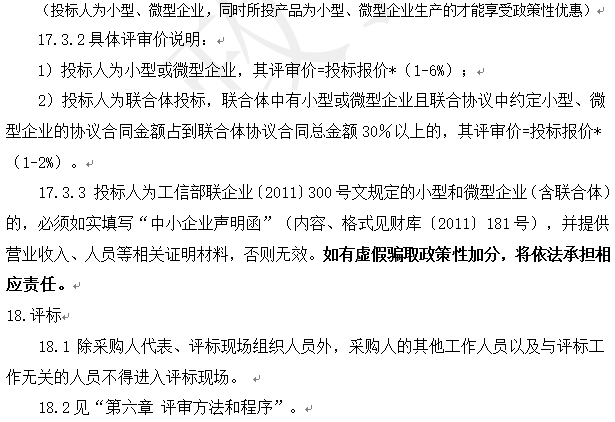 （投标人为小型、微型企业，同时所投产品为小型、微型企业生产的才能享受政策性优惠）
17.3.2具体评审价说明：
1）投标人为小型或微型企业，其评审价=投标报价*（1-6%）；
2）投标人为联合体投标，联合体中有小型或微型企业且联合协议中约定小型、微
型企业的协议合同金额占到联合体协议合同总金额30%以上的，其评审价=投标报价*
（1-2%）。
17.3.3 投标人为工信部联企业〔2011〕300号文规定的小型和微型企业（含联合体）
的，必须如实填写“中小企业声明函”（内容、格式见财库〔2011〕181号），并提供
营业收入、人员等相关证明材料，否则无效。如有虚假骗取政策性加分，将依法承担相
应责任。
18.评标
18.1 除采购人代表、评标现场组织人员外，采购人的其他工作人员以及与评标工
作无关的人员不得进入评标现场。
18.2见“第六章 评审方法和程序”。